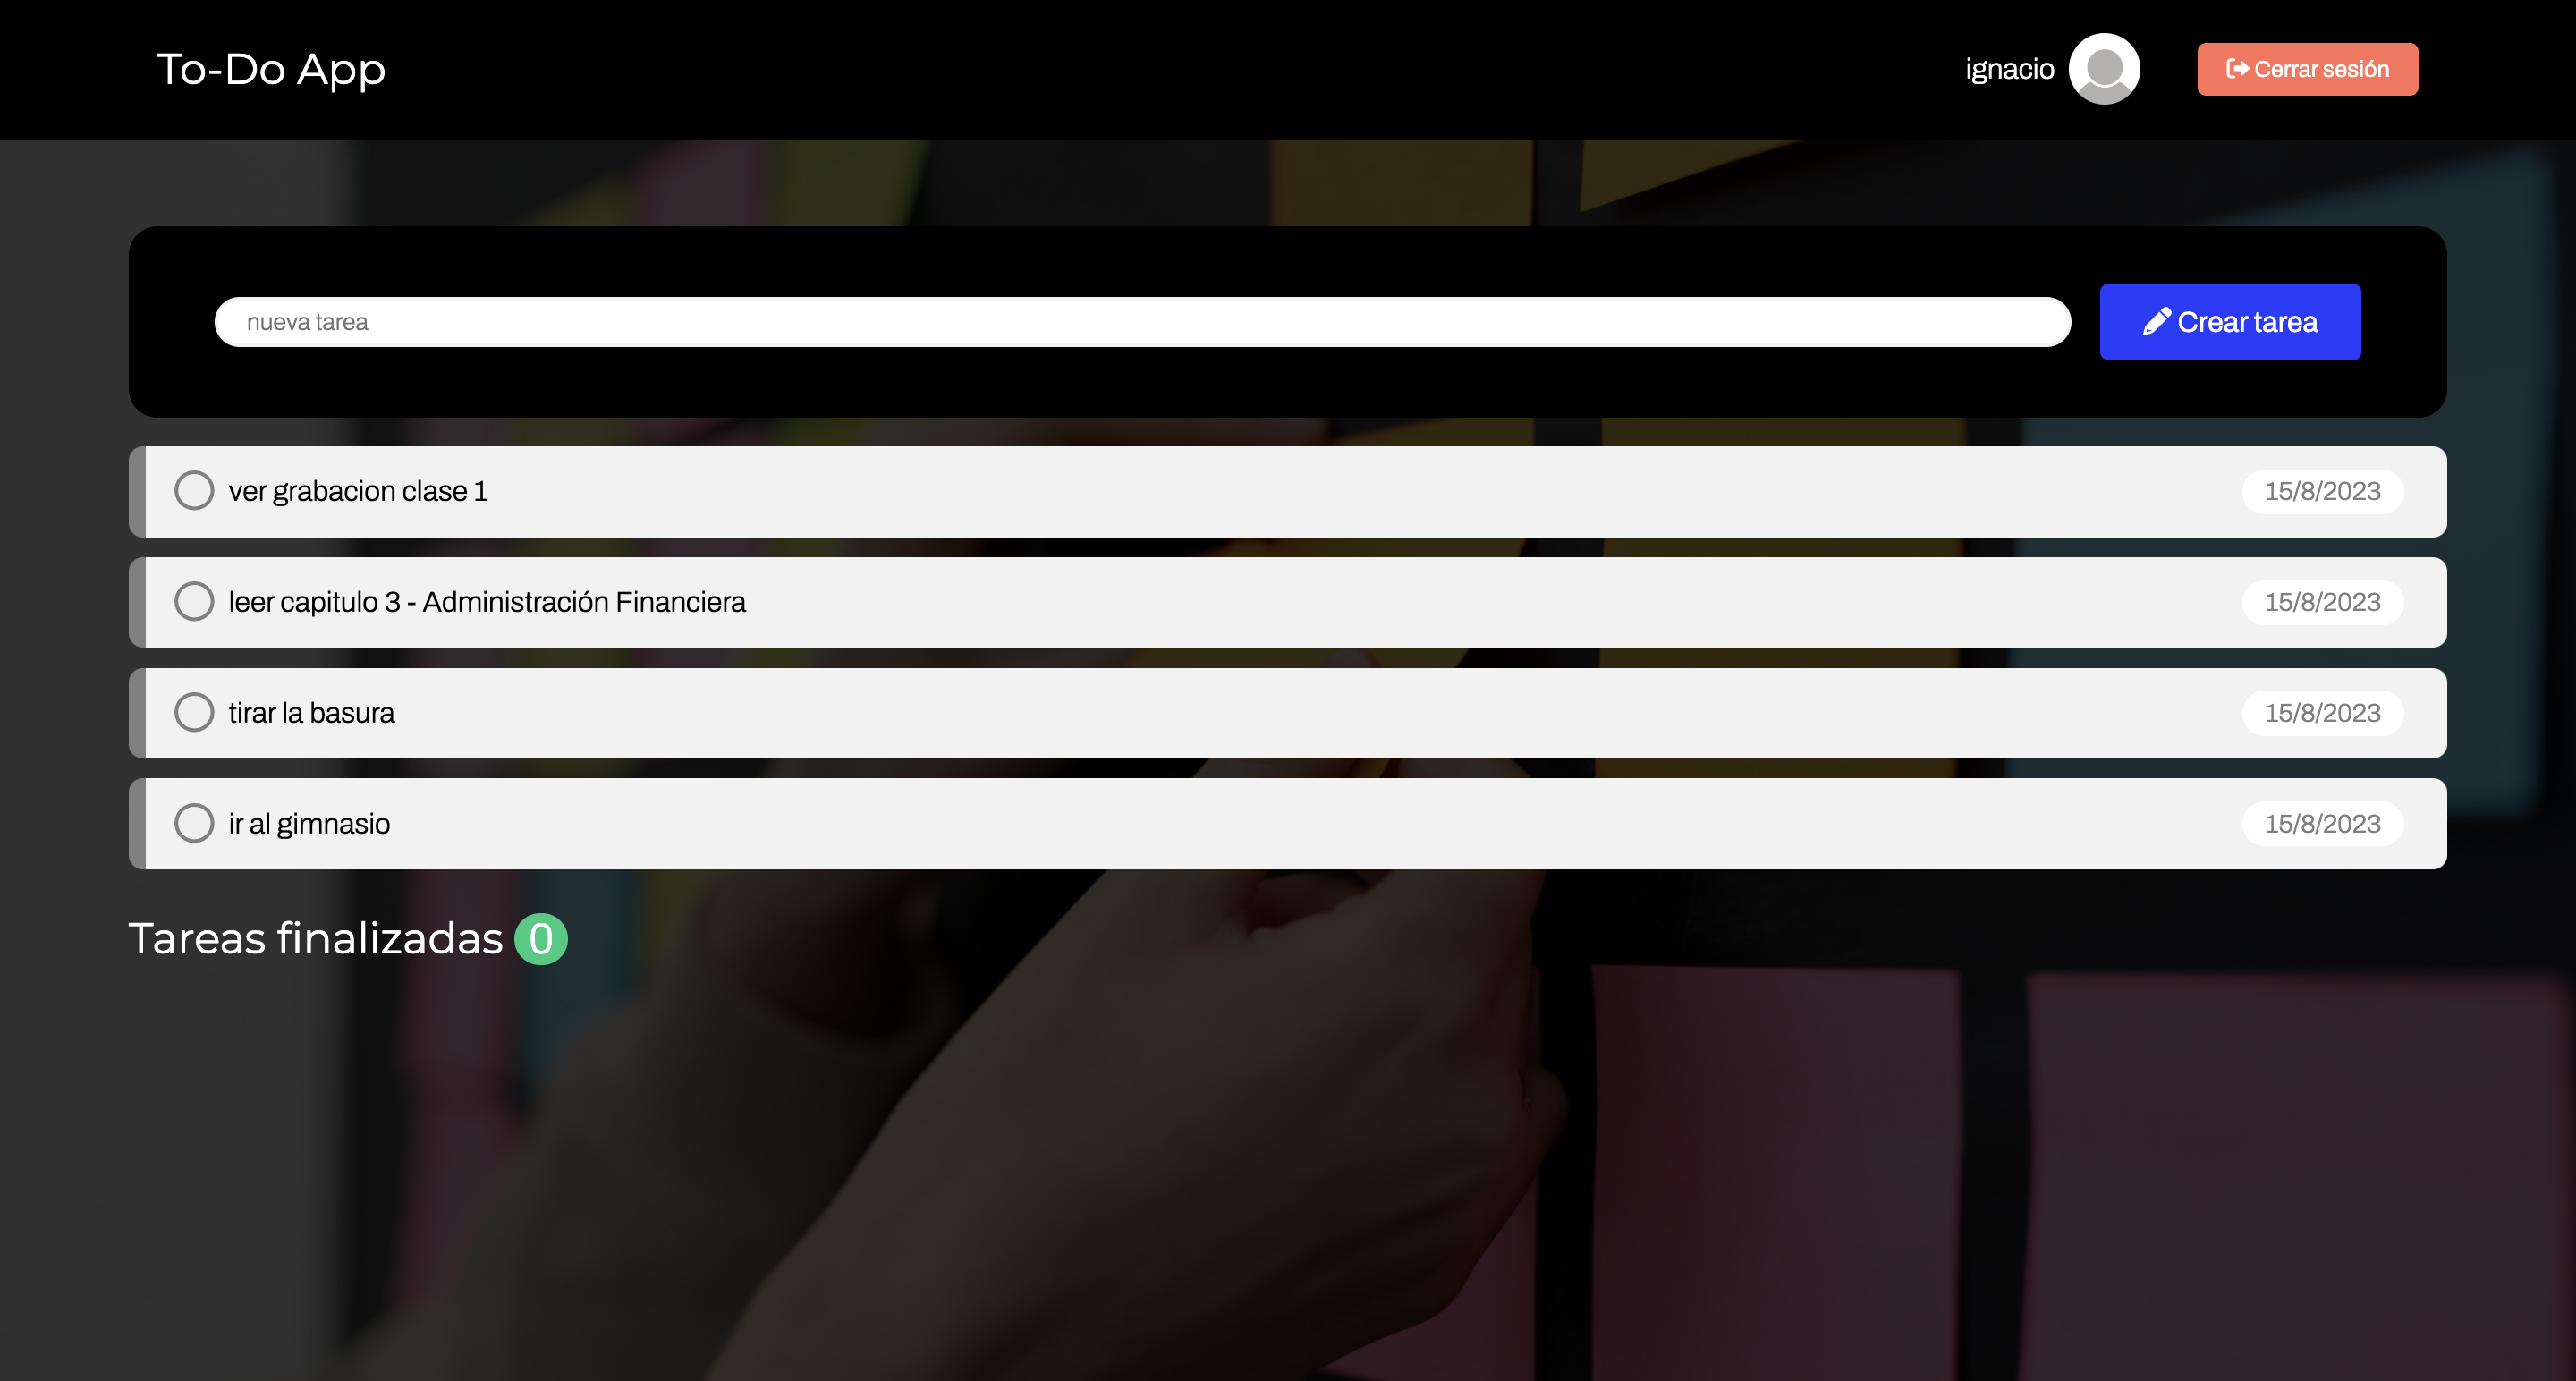 To-Do App
ignacio
Cerrar sesión
nueva tarea
Crear tarea
ver grabacion clase 1
15/8/2023
leer capitulo 3 - Administración Financiera
15/8/2023
tirar la basura
15/8/2023
ir al gimnasio
15/8/2023
Tareas finalizadas 0